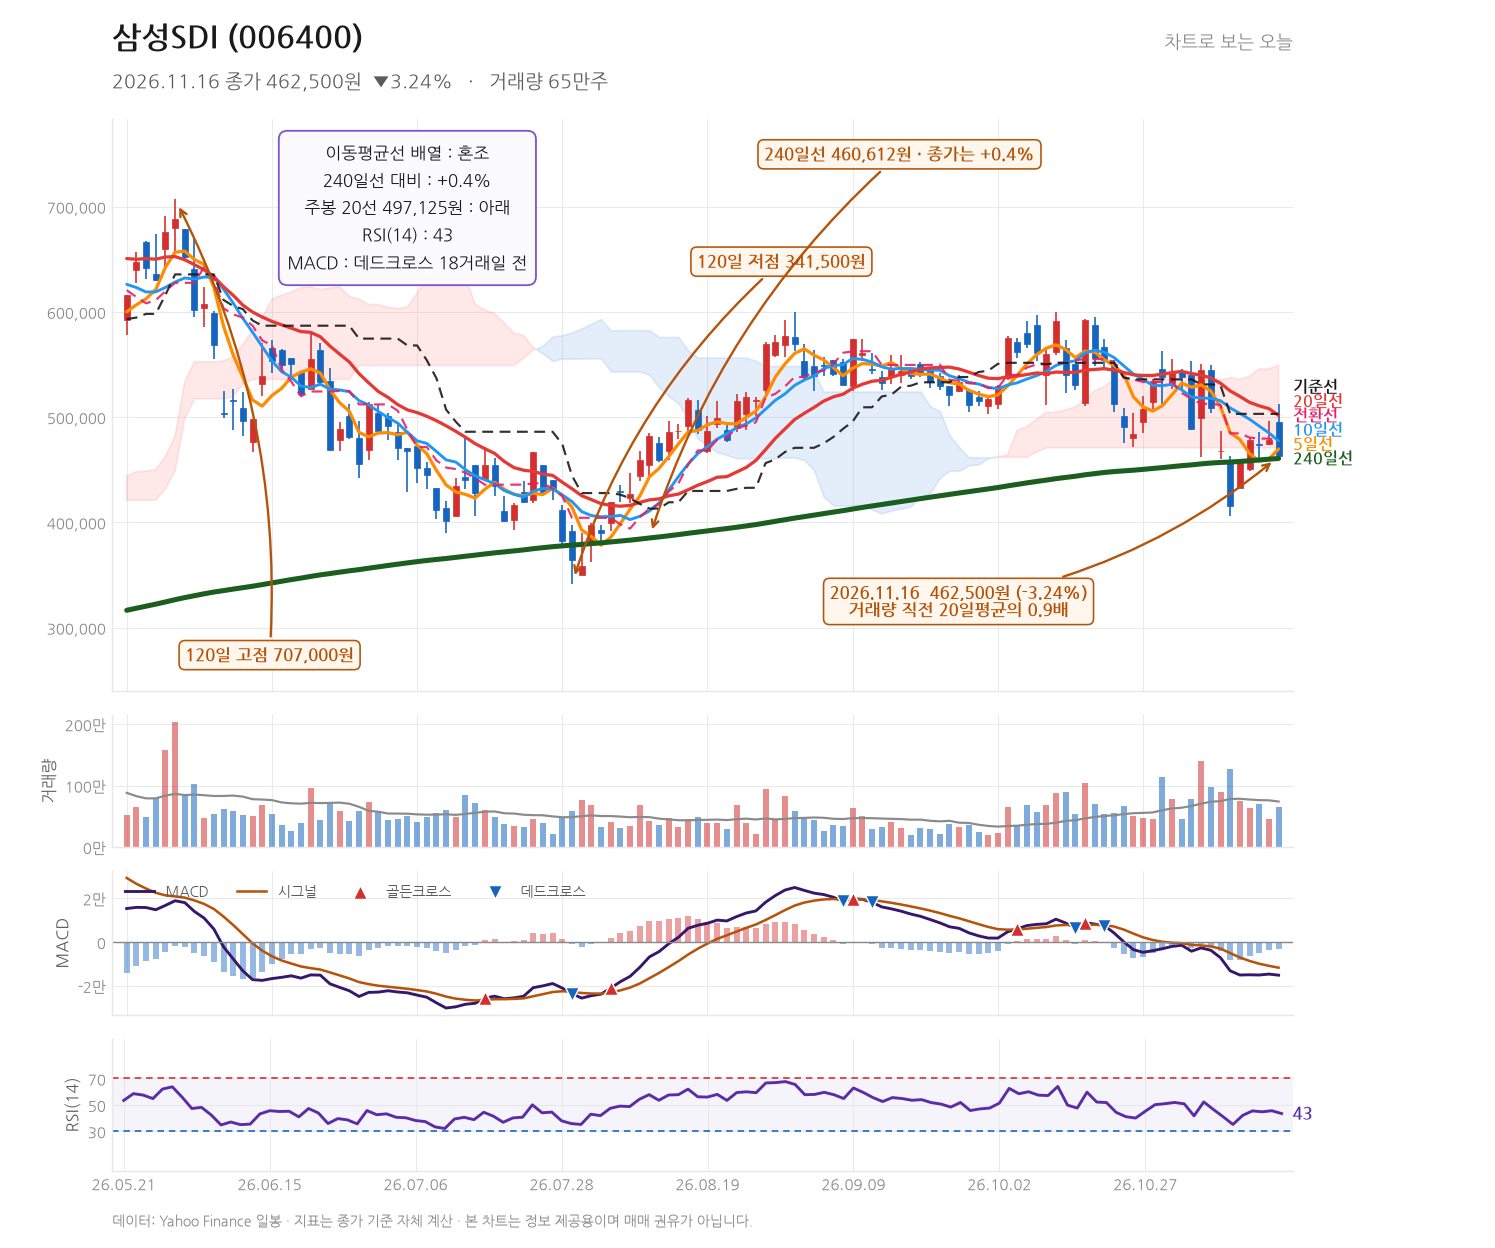 삼성SDI (006400)
차트로 보는 오늘
2026.11.16 종가 462,500원 ▼3.24% · 거래량 65만주
이동평균선 배열 : 혼조
240일선 대비 : +0.4%
주봉 20선 497,125원 : 아래
RSI(14) : 43
MACD : 데드크로스 18거래일 전
240일선 460,612원 · 종가는 +0.4%
120일 저점 341,500원
2026.11.16 462,500원 (-3.24%)
거래량 직전 20일평균의 0.9배
120일 고점 707,000원
700,000
600,000
500,000
400,000
300,000
기준선
20일선
전환선
10일선
5일선
240일선
거래량
200만
100만
0만
MACD
MACD
시그널
골든크로스
데드크로스
2만
0
-2만
RSI(14)
70
50
30
43
26.05.21
26.06.15
26.07.06
26.07.28
26.08.19
26.09.09
26.10.02
26.10.27
데이터: Yahoo Finance 일봉 · 지표는 종가 기준 자체 계산 · 본 차트는 정보 제공용이며 매매 권유가 아닙니다.